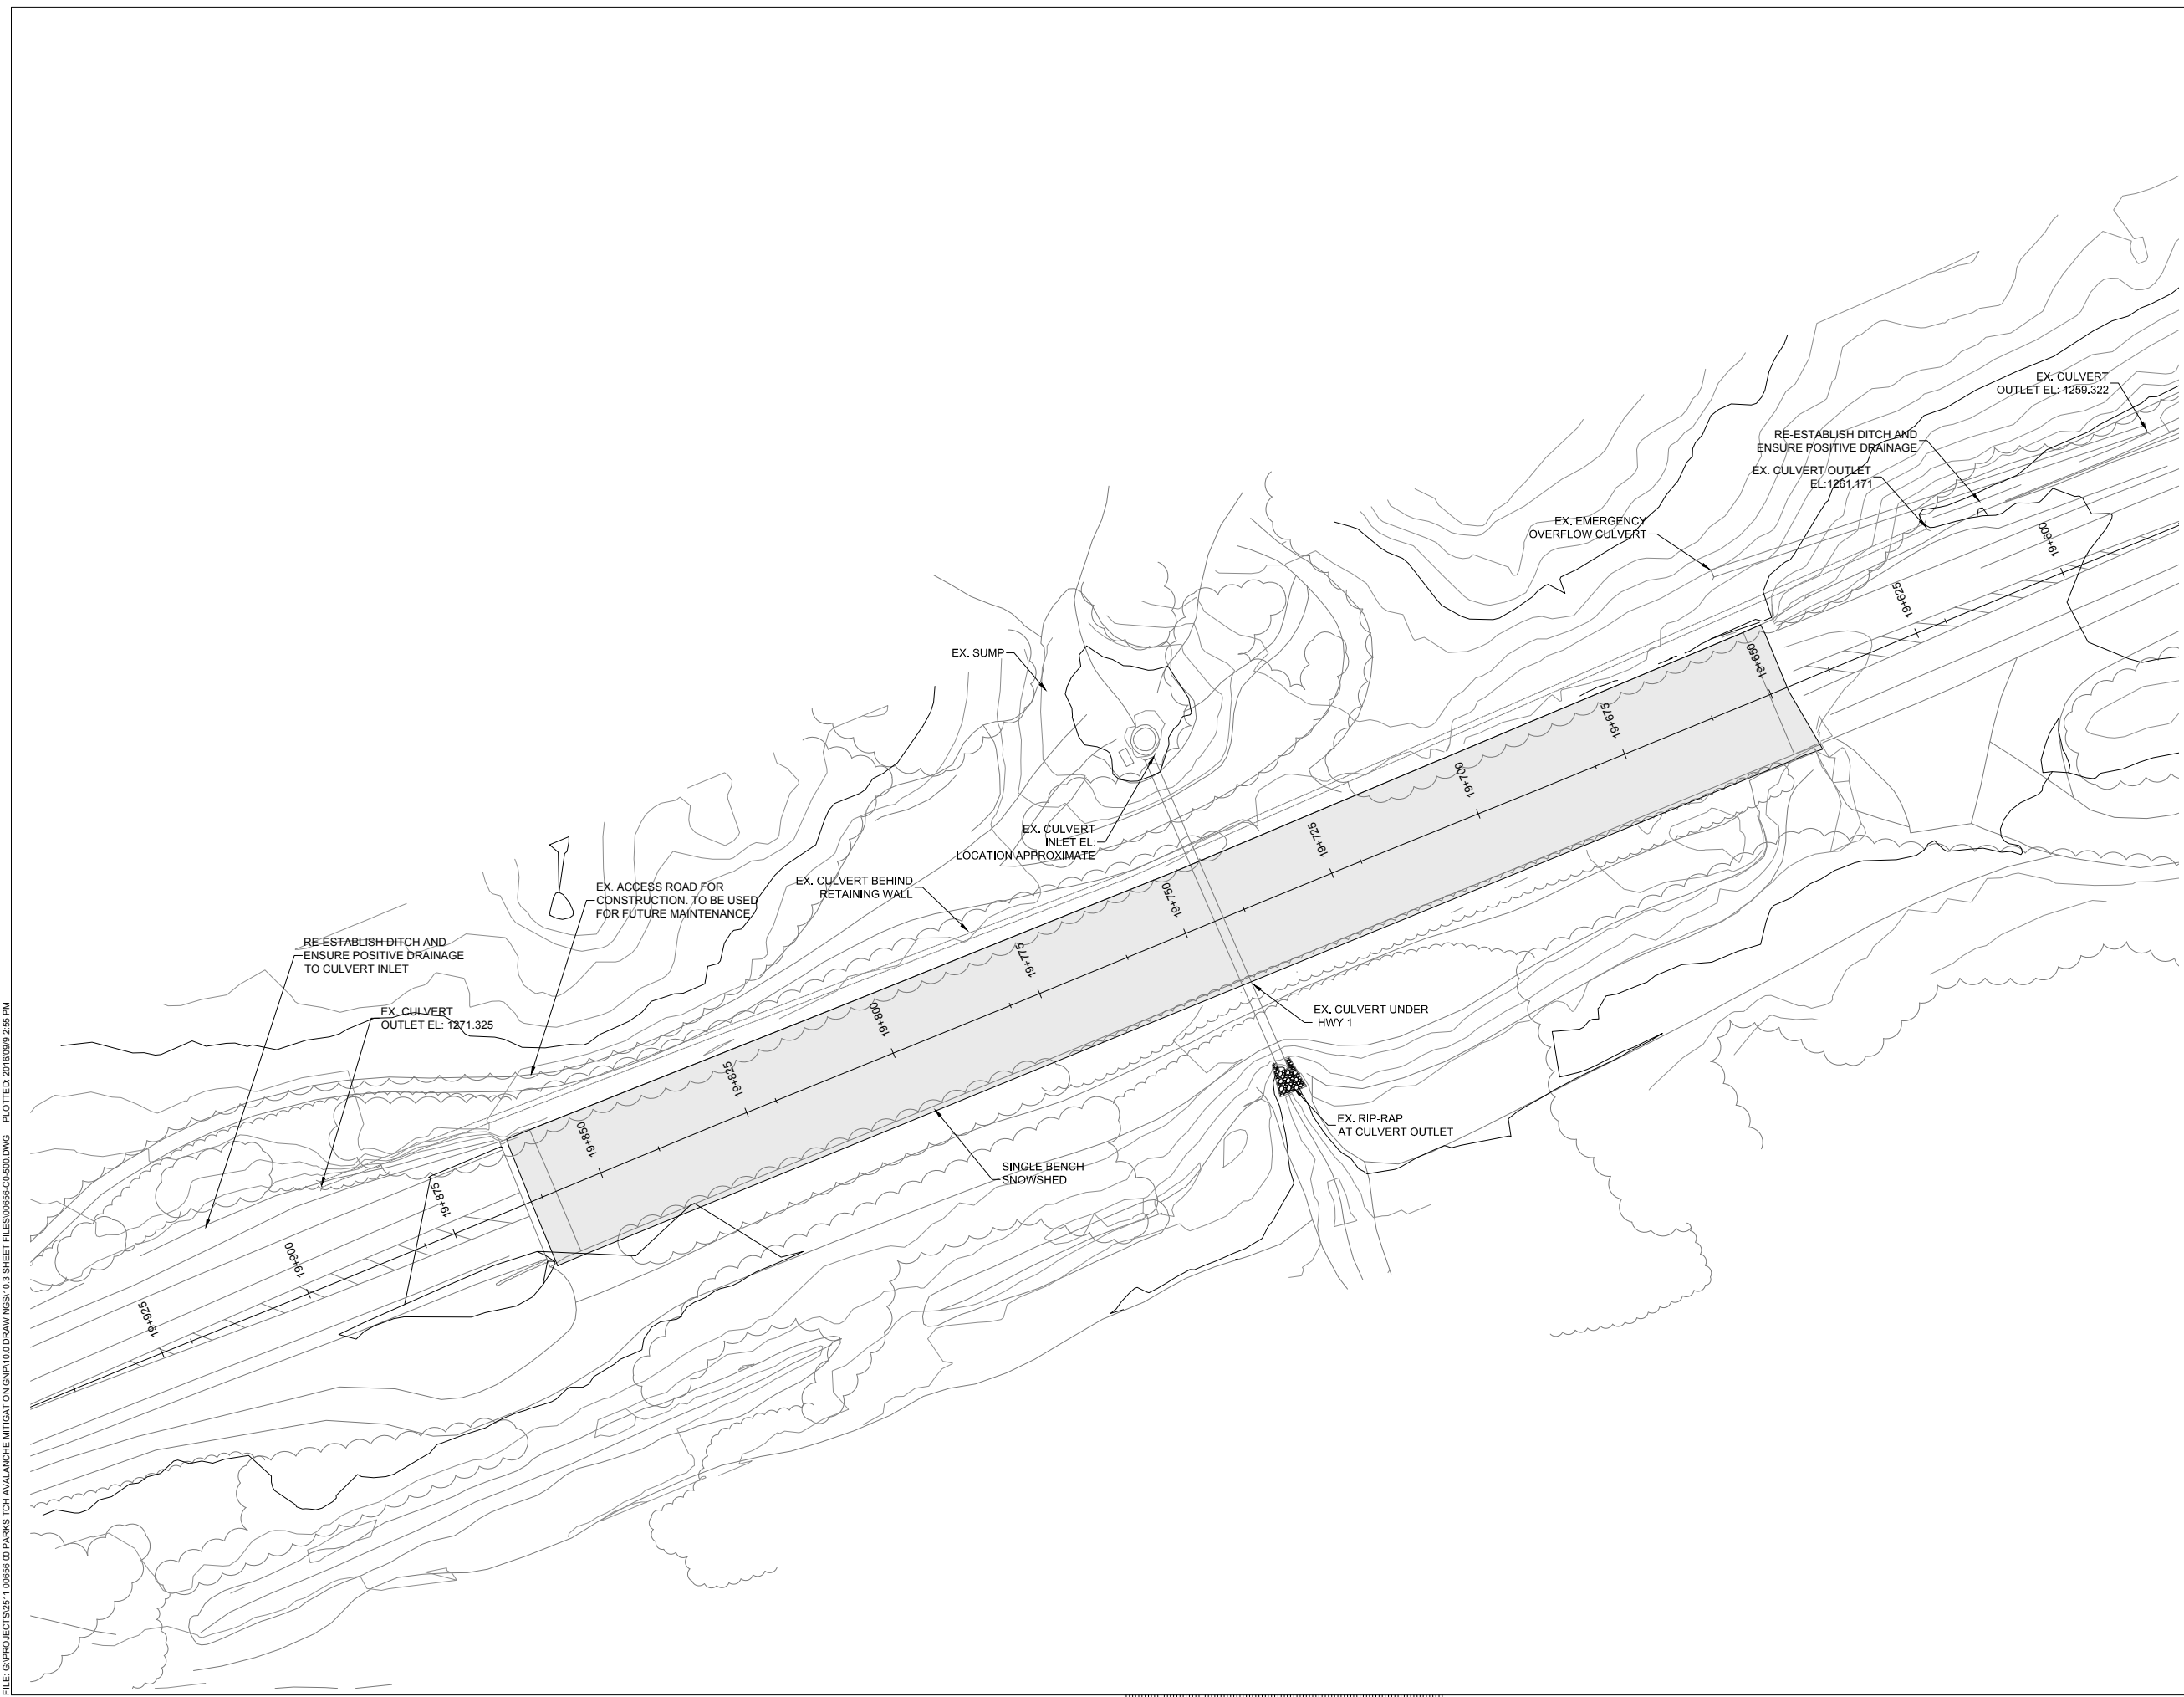 EX. CULVERT
OUTLET EL: 1259.322
RE-ESTABLISH DITCH AND
ENSURE POSITIVE DRAINAGE
EX. CULVERT OUTLET
EL:1261.171
EX. EMERGENCY
OVERFLOW CULVERT
19+600
19+625
19+650
19+675
19+700
19+725
19+750
19+775
19+800
19+825
19+850
19+875
19+900
19+925
EX. SUMP
EX. CULVERT
INLET EL:
LOCATION APPROXIMATE
EX. CULVERT BEHIND
RETAINING WALL
EX. ACCESS ROAD FOR
CONSTRUCTION. TO BE USED
FOR FUTURE MAINTENANCE
RE-ESTABLISH DITCH AND
ENSURE POSITIVE DRAINAGE
TO CULVERT INLET
EX. CULVERT
OUTLET EL: 1271.325
EX. CULVERT UNDER
HWY 1
EX. RIP-RAP
AT CULVERT OUTLET
SINGLE BENCH
SNOWSHED
FILE: G:\PROJECTS\2511 00656 00 PARKS TCH AVALANCHE MITIGATION GNP\10.0 DRAWINGS\10.3 SHEET FILES\00656-C0-500.DWG PLOTTED: 2016/09/9 2:55 PM